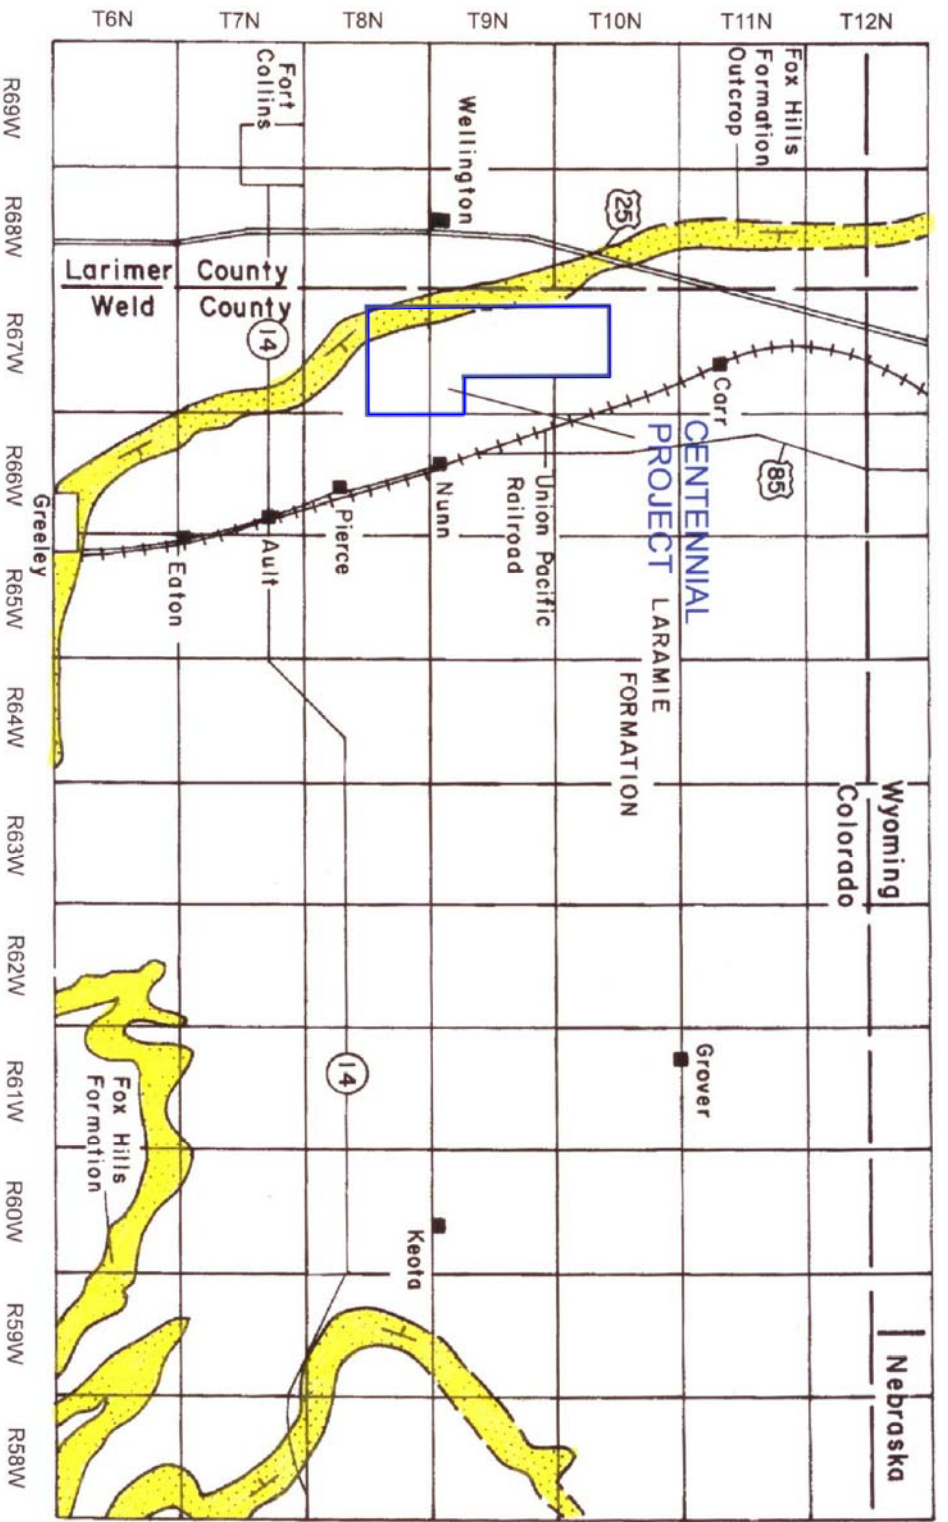 T6N
T7N
T8N
T9N
T10N
T11N
T12N
R69W
R68W
R67W
R66W
R65W
R64W
R63W
R62W
R61W
R60W
R59W
R58W
Fort
Collins
Wellington
Fox Hills
Formation
Outcrop
25
Larimer County
Weld County
14
Carr
CENTENNIAL
PROJECT
85
Greeley
Eaton
Ault
Pierce
Nunn
Union Pacific
Railroad
LARAMIE
FORMATION
Wyoming
Colorado
14
Grover
Fox Hills
Formation
Keota
Nebraska